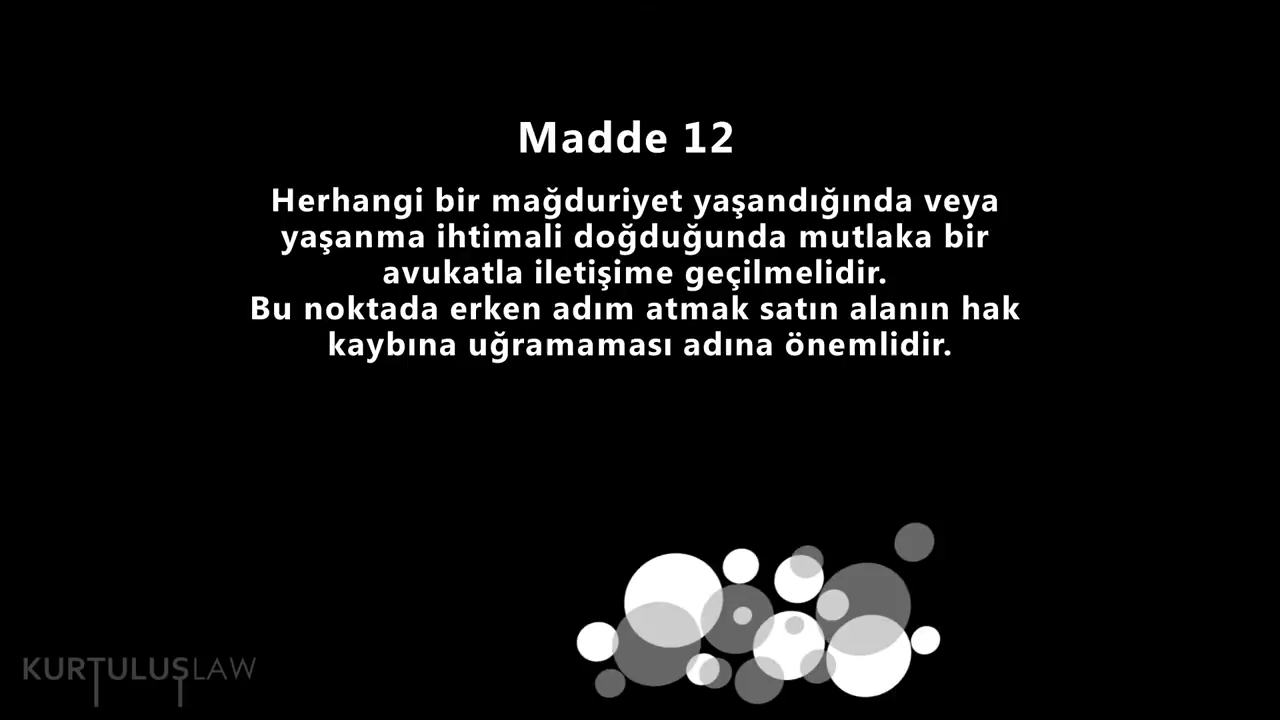 Madde 12
Herhangi bir mağduriyet yaşandığında veya
yaşanma ihtimali doğduğunda mutlaka bir
avukatla iletişime geçilmelidir.
Bu noktada erken adım atmak satın alanın hak
kaybına uğramaması adına önemlidir.
KURTULUŞLAW